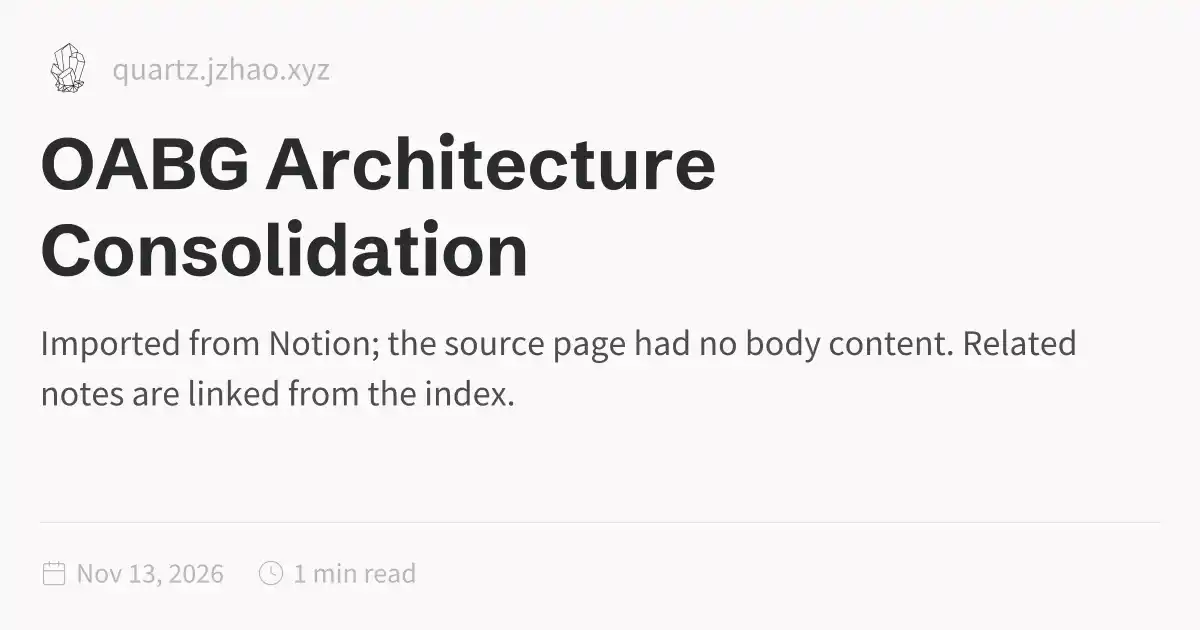 quartz.jzhao.xyz
OABG Architecture
Consolidation
Imported from Notion; the source page had no body content. Related
notes are linked from the index.
Nov 13, 2026 1 min read